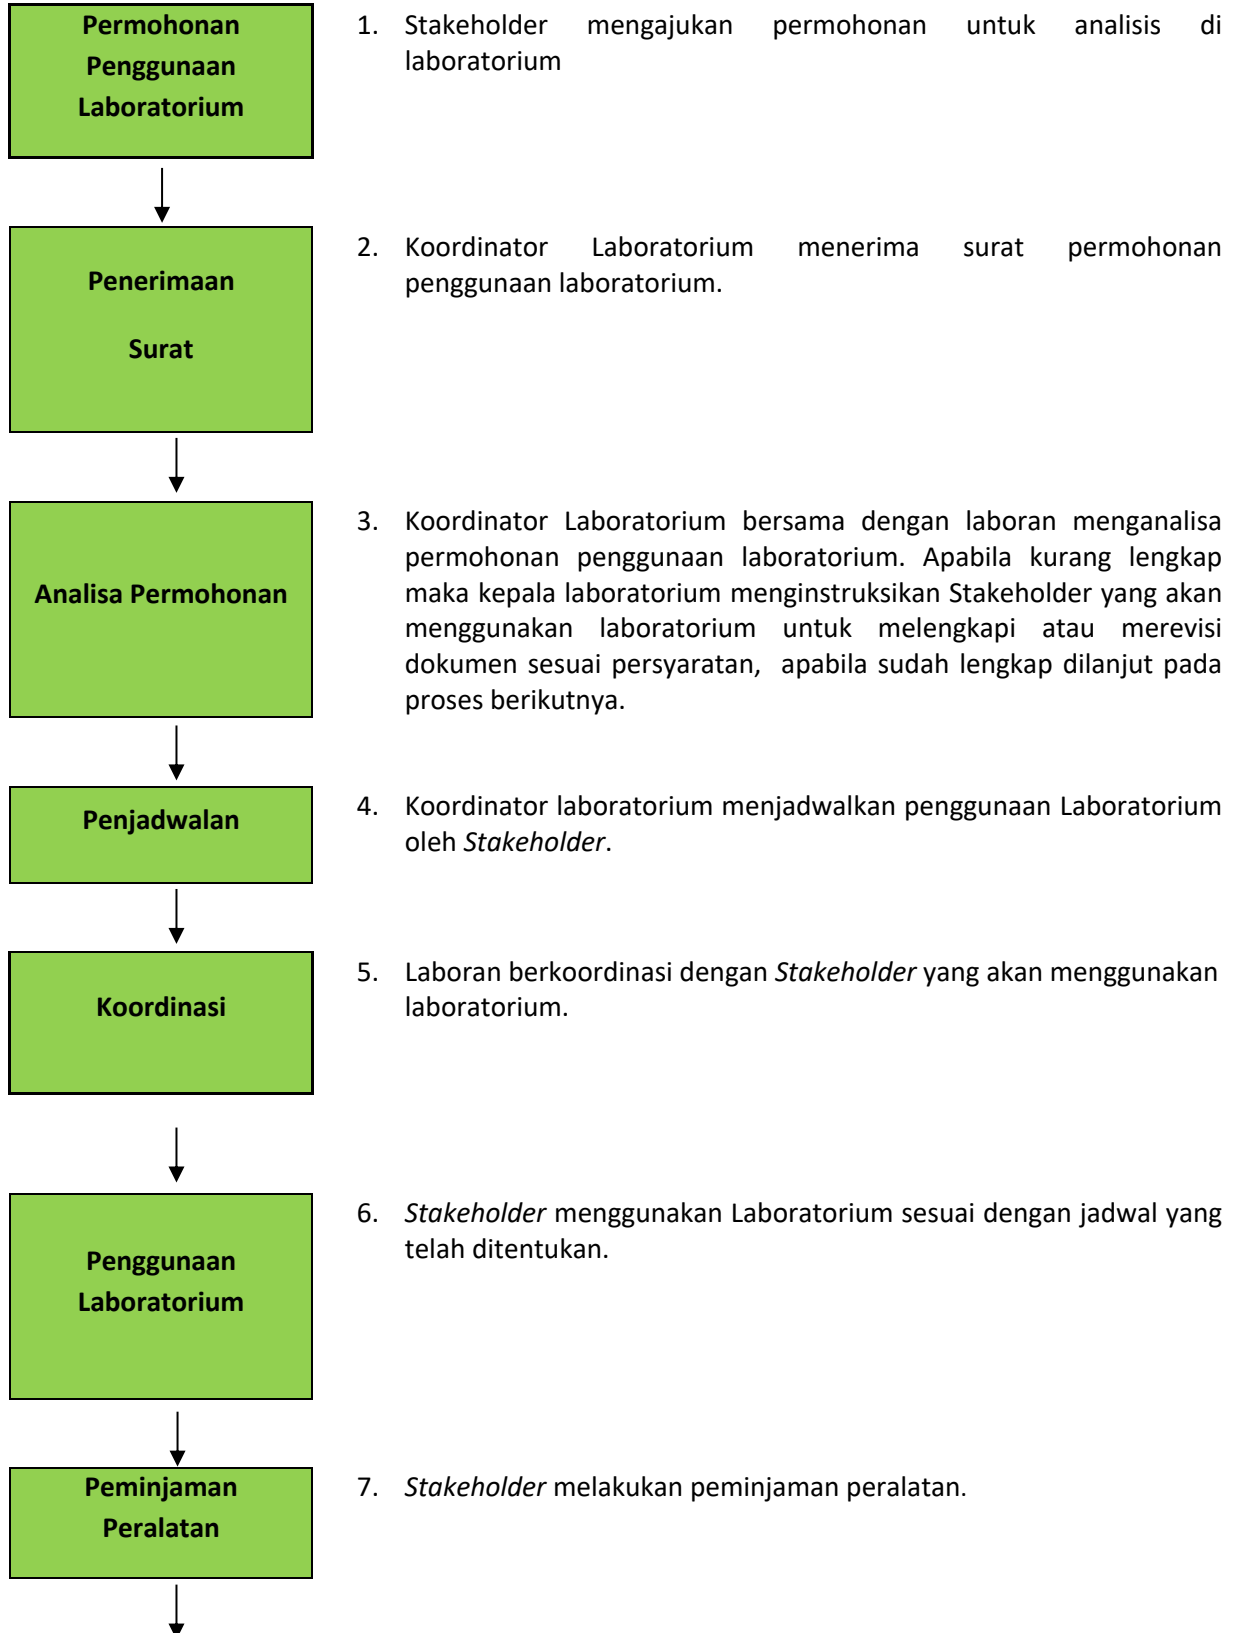 Permohonan
Penggunaan
Laboratorium
1. Stakeholder mengajukan permohonan untuk analisis di
laboratorium
Penerimaan
Surat
2. Koordinator Laboratorium menerima surat permohonan
penggunaan laboratorium.
Analisa Permohonan
3. Koordinator Laboratorium bersama dengan laboran menganalisa
permohonan penggunaan laboratorium. Apabila kurang lengkap
maka kepala laboratorium menginstruksikan Stakeholder yang akan
menggunakan laboratorium untuk melengkapi atau merevisi
dokumen sesuai persyaratan, apabila sudah lengkap dilanjut pada
proses berikutnya.
Penjadwalan
4. Koordinator laboratorium menjadwalkan penggunaan Laboratorium
oleh Stakeholder.
Koordinasi
5. Laboran berkoordinasi dengan Stakeholder yang akan menggunakan
laboratorium.
Penggunaan
Laboratorium
6. Stakeholder menggunakan Laboratorium sesuai dengan jadwal yang
telah ditentukan.
Peminjaman
Peralatan
7. Stakeholder melakukan peminjaman peralatan.